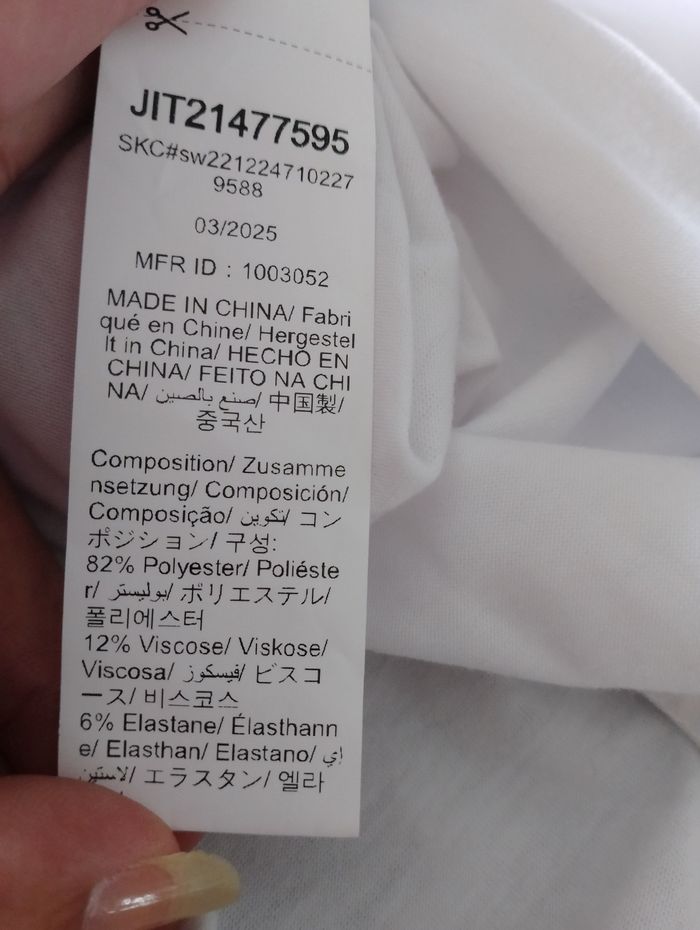 JIT21477595
SKC#sw221224710227
9588
03/2025
MFR ID : 1003052
MADE IN CHINA/ Fabri
qué en Chine/ Hergestel
lt in China/ HECHO EN
CHINA/ FEITO NA CHI
NA/ صنع بالصين/ 中国製/
중국산
Composition/ Zusamme
nsetzung/ Composición/
Composição/ تكوين/ コン
ポジション/ 구성:
82% Polyester/ Poliéste
r/ بوليستر/ ポリエステル/
폴리에스터
12% Viscose/ Viskose/
Viscosa/ فيسكوز/ ビスコ
ース/ 비스코스
6% Elastane/ Élasthann
e/ Elasthan/ Elastano/ إي
لاستين/ エラスタン/ 엘라